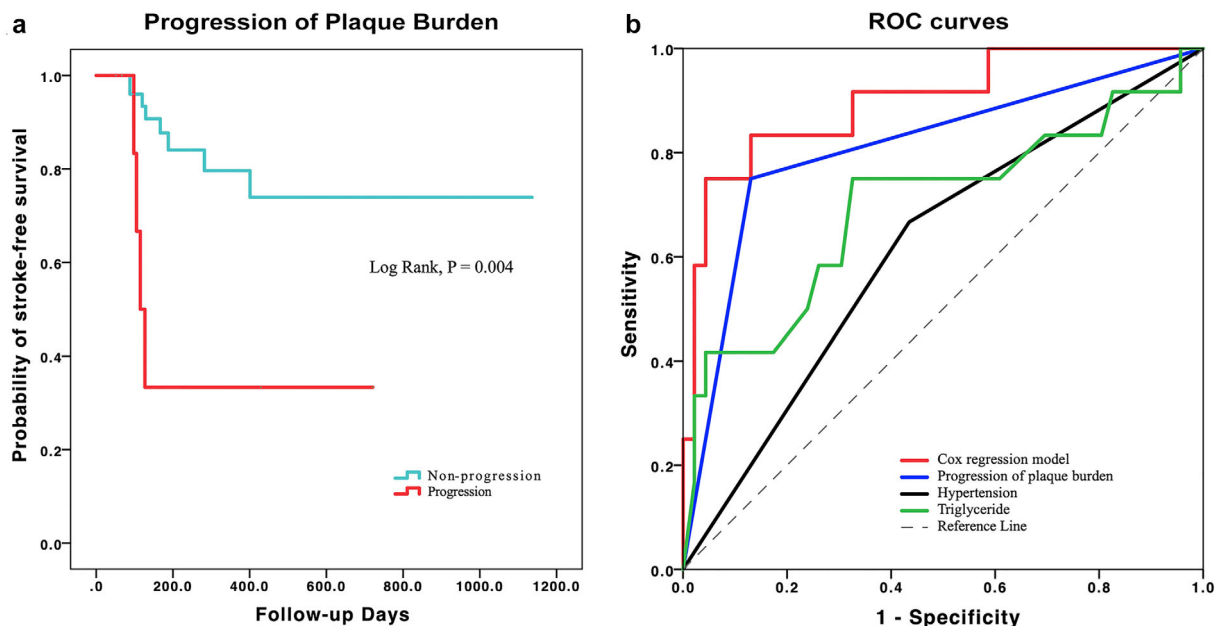 a
Progression of Plaque Burden
Probability of stroke-free survival
1.0
0.8
0.6
0.4
0.2
0.0
Log Rank, P = 0.004
Non-progression
Progression
.0 200.0 400.0 600.0 800.0 1000.0 1200.0
Follow-up Days
b
ROC curves
Sensitivity
1.0
0.8
0.6
0.4
0.2
0.0
Cox regression model
Progression of plaque burden
Hypertension
Triglyceride
Reference Line
0.0 0.2 0.4 0.6 0.8 1.0
1 - Specificity